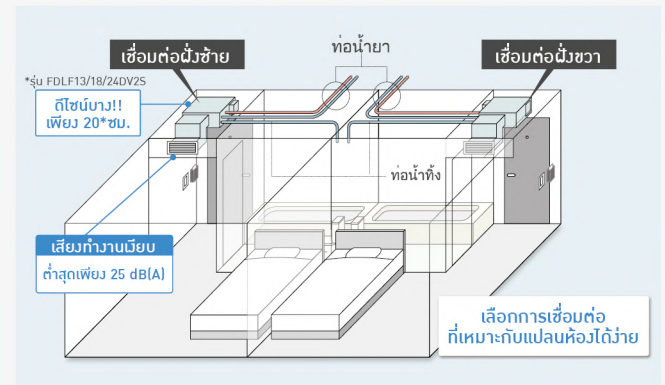 เชื่อมต่อฝั่งซ้าย
ท่อน้ำยา
เชื่อมต่อฝั่งขวา
*รุ่น FDLF13/18/24DV2S
ดีไซน์บาง!!
เพียง 20*ซม.
ท่อน้ำทิ้ง
เสียงทำงานเงียบ
ต่ำสุดเพียง 25 dB(A)
เลือกการเชื่อมต่อ
ที่เหมาะกับแปลนห้องได้ง่าย